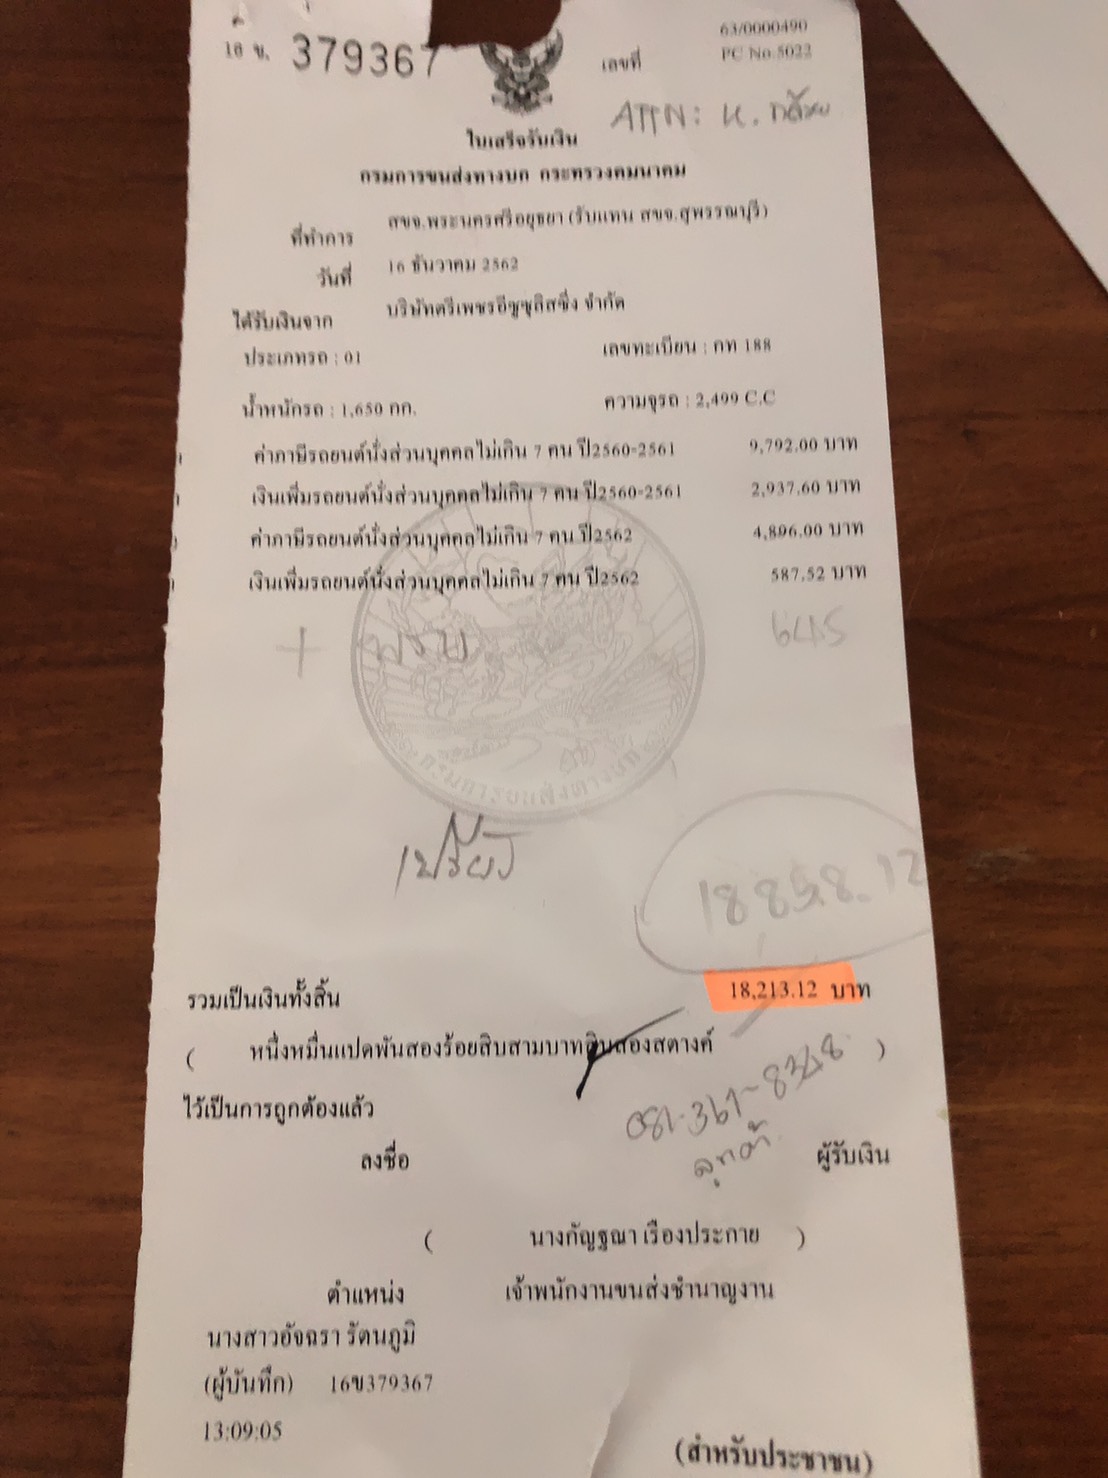 16 ข. 379367
เลขที่ 63/0000490
PC No.5022
ATTN: K.
ใบเสร็จรับเงิน
กรมการขนส่งทางบก กระทรวงคมนาคม
ที่ทำการ สขจ.พระนครศรีอยุธยา (รับแทน สขจ.สุพรรณบุรี)
วันที่ 16 ธันวาคม 2562
ได้รับเงินจาก บริษัทตรีเพชรอีซูซุลิสซิ่ง จำกัด
ประเภทรถ : 01 เลขทะเบียน : กท 188
น้ำหนักรถ : 1,650 กก. ความจุรถ : 2,499 C.C
ค่าภาษีรถยนต์นั่งส่วนบุคคลไม่เกิน 7 คน ปี2560-2561 9,792.00 บาท
เงินเพิ่มรถยนต์นั่งส่วนบุคคลไม่เกิน 7 คน ปี2560-2561 2,937.60 บาท
ค่าภาษีรถยนต์นั่งส่วนบุคคลไม่เกิน 7 คน ปี2562 4,896.00 บาท
เงินเพิ่มรถยนต์นั่งส่วนบุคคลไม่เกิน 7 คน ปี2562 587.52 บาท
+ พรบ. 645
กรมการขนส่งทางบก
18858.12
รวมเป็นเงินทั้งสิ้น 18,213.12 บาท
( หนึ่งหมื่นแปดพันสองร้อยสิบสามบาทสิบสองสตางค์ )
ไว้เป็นการถูกต้องแล้ว
081-361-8348
ลูกค้า
ลงชื่อ ผู้รับเงิน
( นางกัญฐณา เรืองประกาย )
ตำแหน่ง เจ้าพนักงานขนส่งชำนาญงาน
นางสาวอัจฉรา รัตนภูมิ
(ผู้บันทึก) 16ข379367
13:09:05
(สำหรับประชาชน)